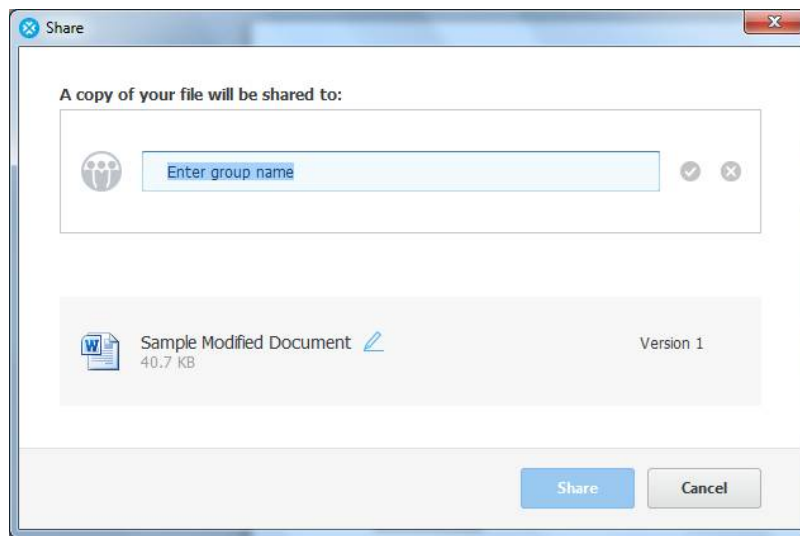 Share
A copy of your file will be shared to:
Enter group name
Sample Modified Document
40.7 KB
Version 1
Share
Cancel